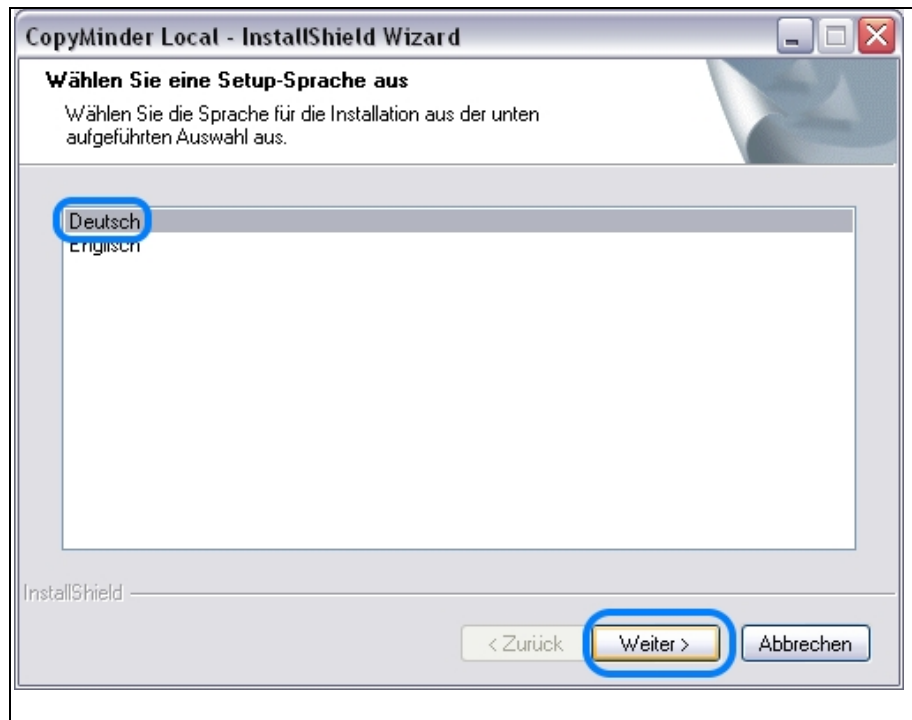 CopyMinder Local - InstallShield Wizard
Wählen Sie eine Setup-Sprache aus
Wählen Sie die Sprache für die Installation aus der unten
aufgeführten Auswahl aus.
Deutsch
Englisch
InstallShield
< Zurück
Weiter >
Abbrechen